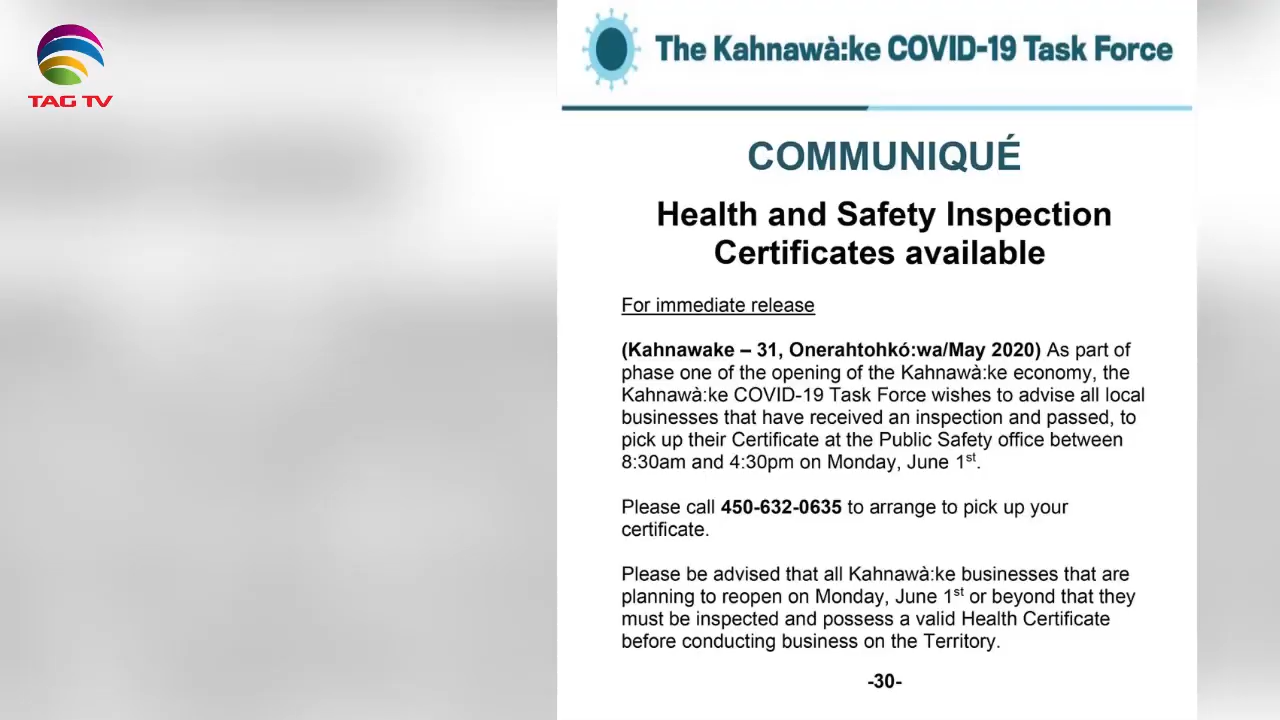 TAG TV
The Kahnawà:ke COVID-19 Task Force
COMMUNIQUÉ
Health and Safety Inspection
Certificates available
For immediate release
(Kahnawake – 31, Onerahtohkó:wa/May 2020) As part of
phase one of the opening of the Kahnawà:ke economy, the
Kahnawà:ke COVID-19 Task Force wishes to advise all local
businesses that have received an inspection and passed, to
pick up their Certificate at the Public Safety office between
8:30am and 4:30pm on Monday, June 1st.
Please call 450-632-0635 to arrange to pick up your
certificate.
Please be advised that all Kahnawà:ke businesses that are
planning to reopen on Monday, June 1st or beyond that they
must be inspected and possess a valid Health Certificate
before conducting business on the Territory.
-30-